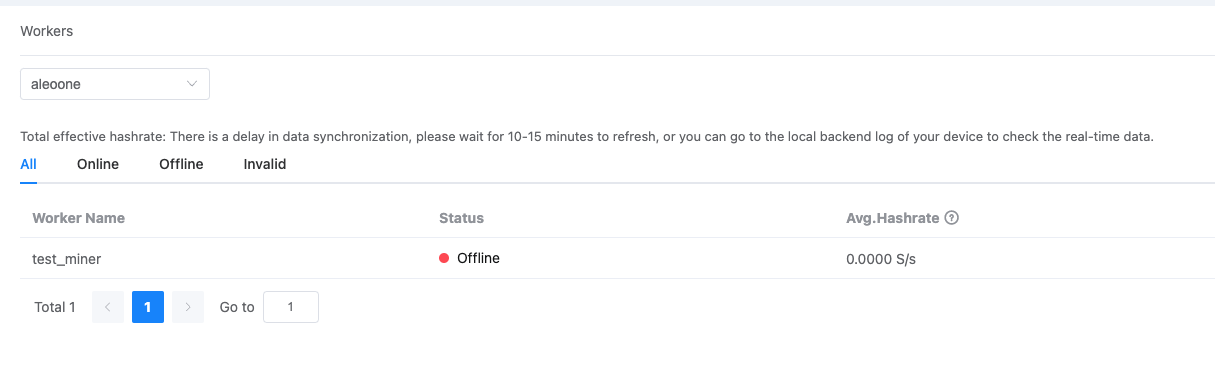 Workers
aleoone
Total effective hashrate: There is a delay in data synchronization, please wait for 10-15 minutes to refresh, or you can go to the local backend log of your device to check the real-time data.
All Online Offline Invalid
Worker Name Status Avg.Hashrate ?
test_miner Offline 0.0000 S/s
Total 1 < 1 > Go to 1